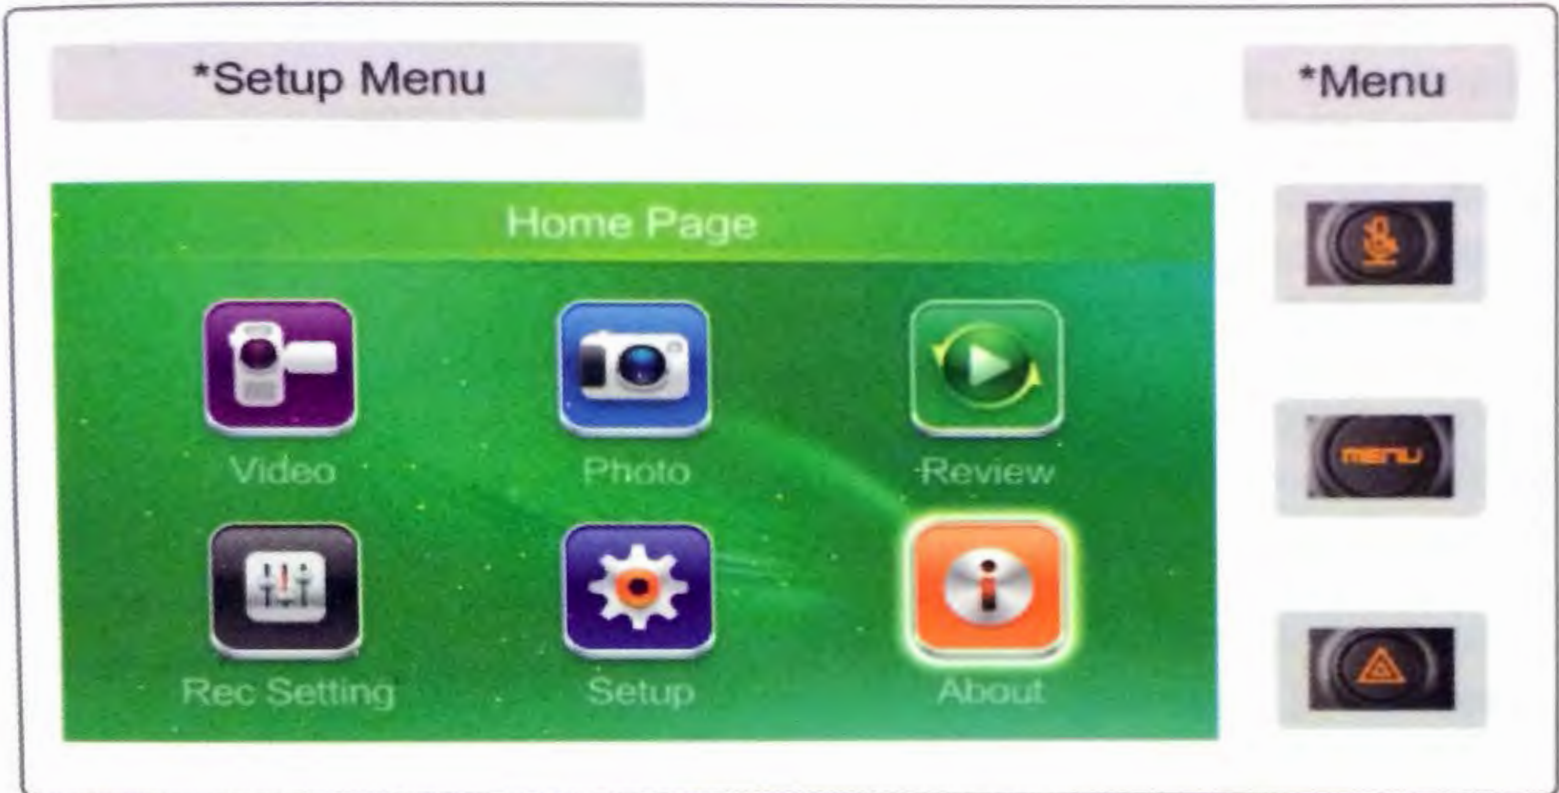 *Setup Menu
*Menu
Home Page
Video
Photo
Review
MENU
Rec Setting
Setup
About